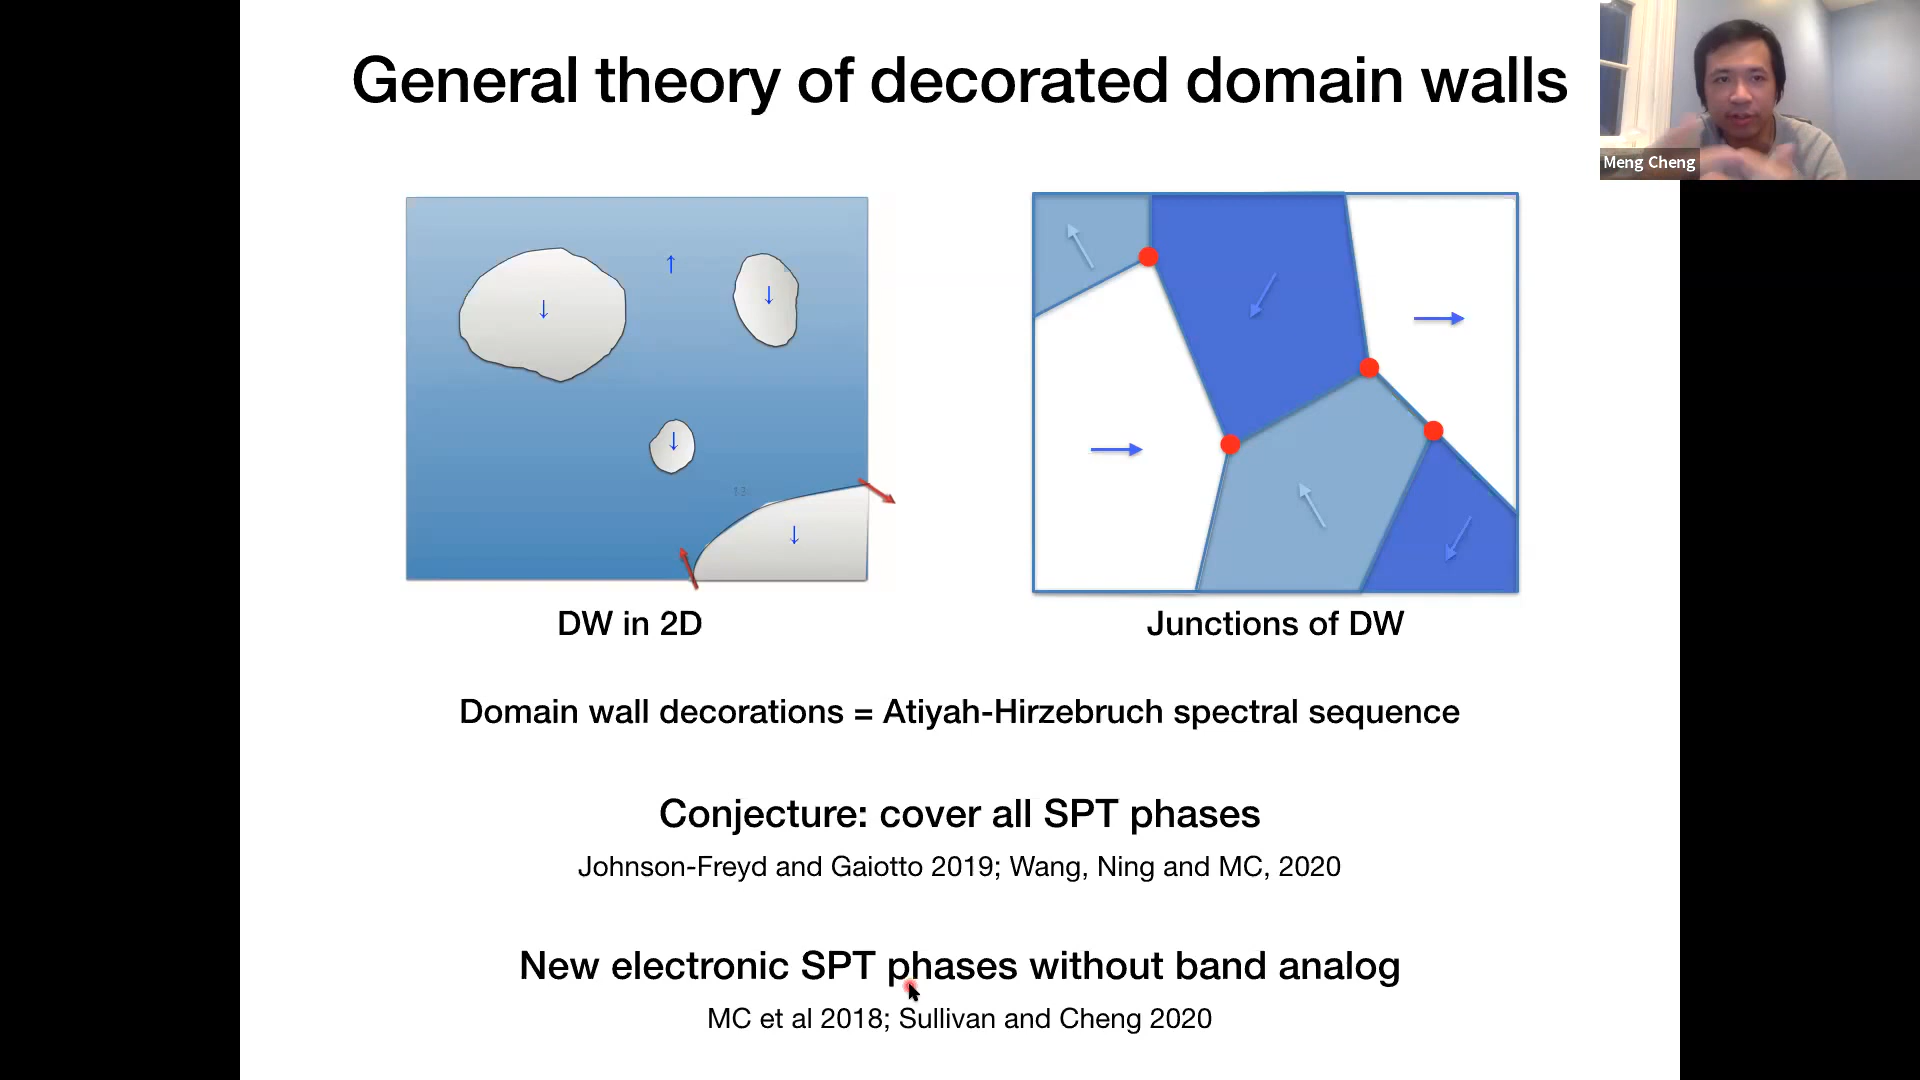 General theory of decorated domain walls
Meng Cheng
DW in 2D
Junctions of DW
Domain wall decorations = Atiyah-Hirzebruch spectral sequence
Conjecture: cover all SPT phases
Johnson-Freyd and Gaiotto 2019; Wang, Ning and MC, 2020
New electronic SPT phases without band analog
MC et al 2018; Sullivan and Cheng 2020